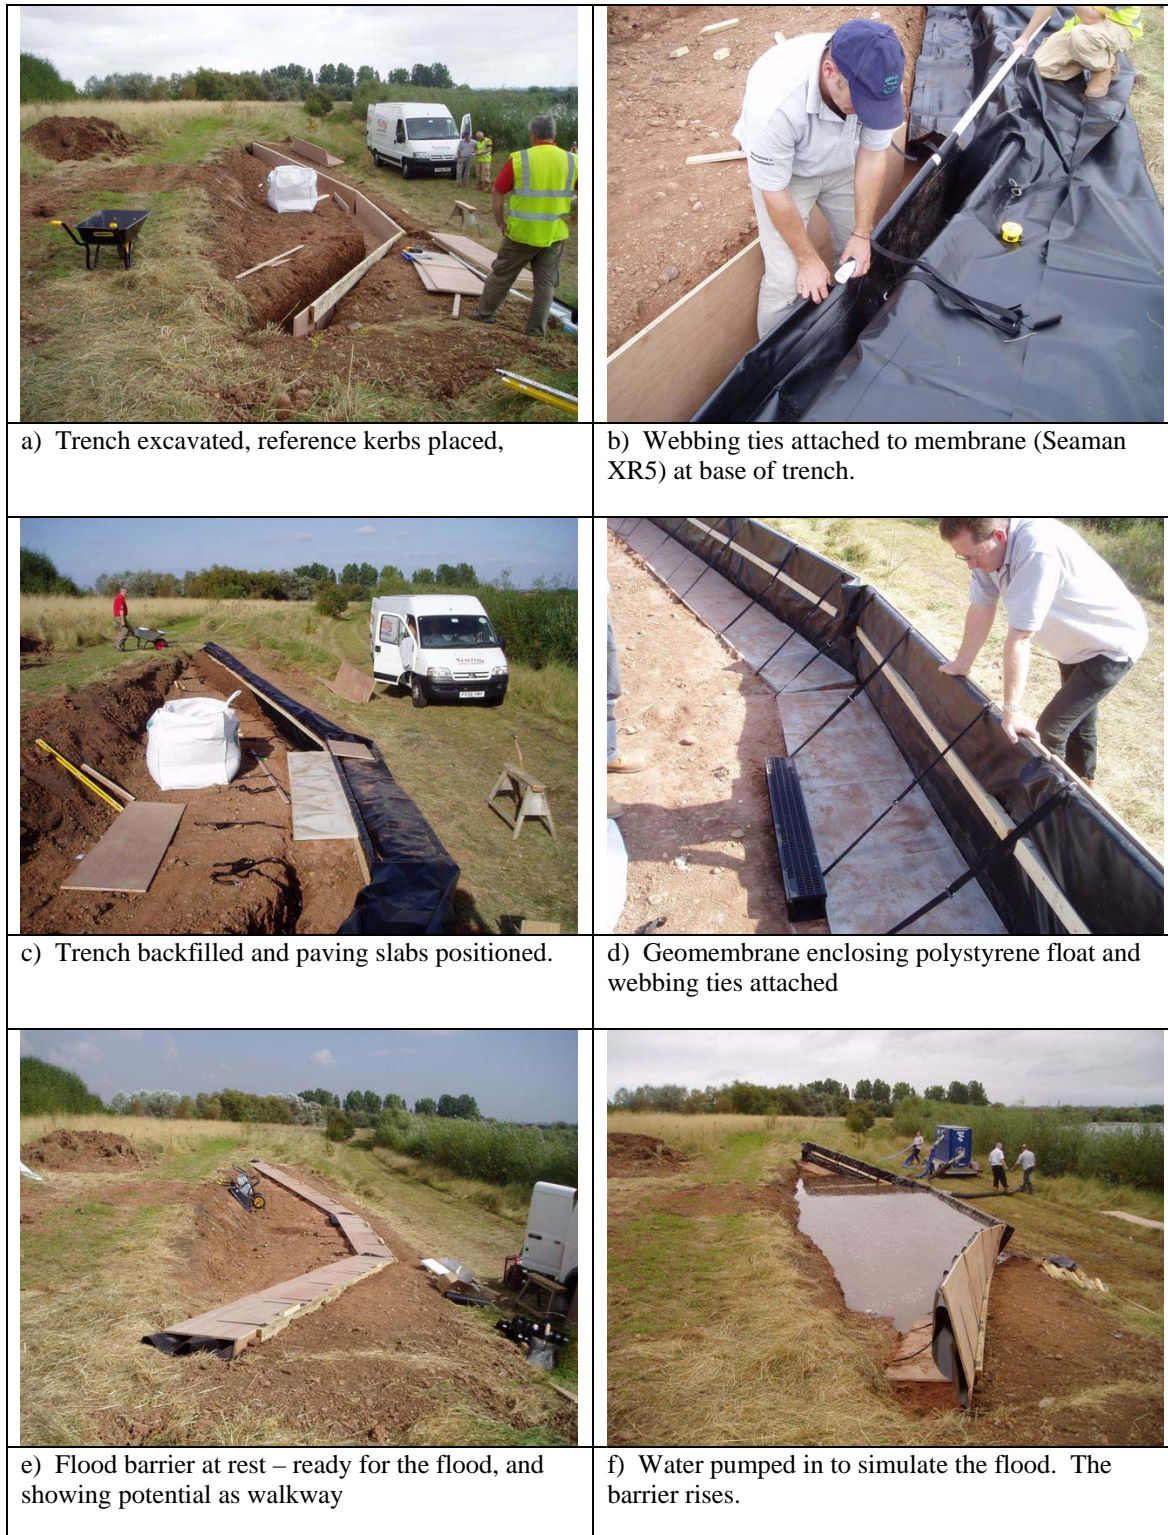 a) Trench excavated, reference kerbs placed,
b) Webbing ties attached to membrane (Seaman
XR5) at base of trench.
c) Trench backfilled and paving slabs positioned.
d) Geomembrane enclosing polystyrene float and
webbing ties attached
e) Flood barrier at rest – ready for the flood, and
showing potential as walkway
f) Water pumped in to simulate the flood. The
barrier rises.